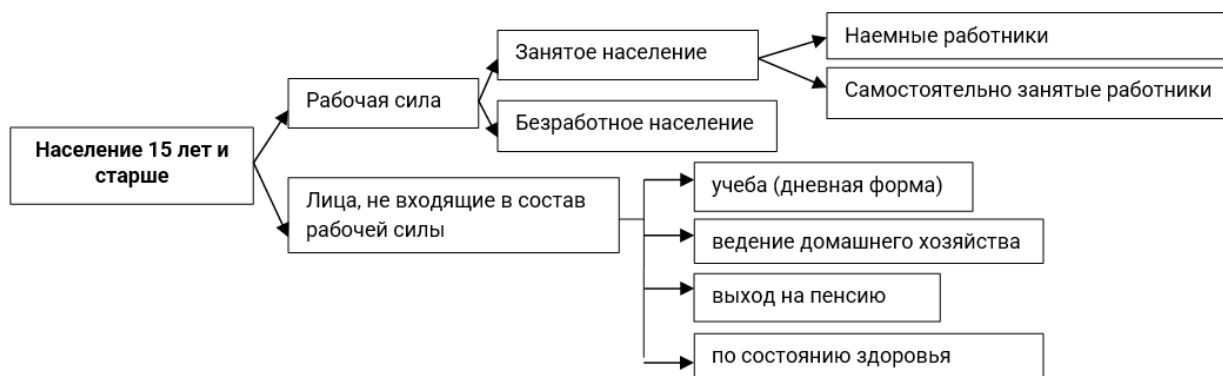 Население 15 лет и
старше
Рабочая сила
Занятое население
Наемные работники
Самостоятельно занятые работники
Безработное население
Лица, не входящие в состав
рабочей силы
учеба (дневная форма)
ведение домашнего хозяйства
выход на пенсию
по состоянию здоровья